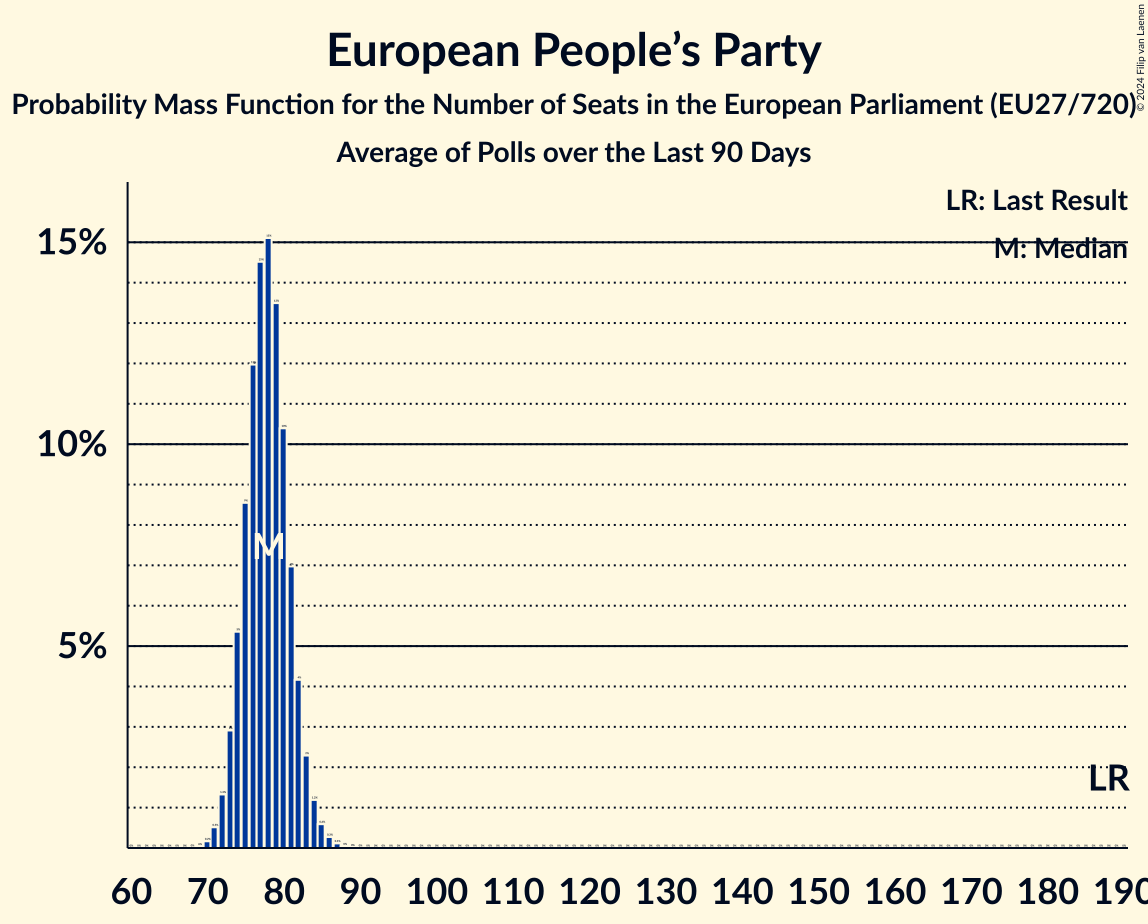 European People’s Party
Probability Mass Function for the Number of Seats in the European Parliament (EU27/720)
Average of Polls over the Last 90 Days
© 2024 Filip van Laenen
LR: Last Result
M: Median
15%
10%
5%
M
LR
60 70 80 90 100 110 120 130 140 150 160 170 180 190